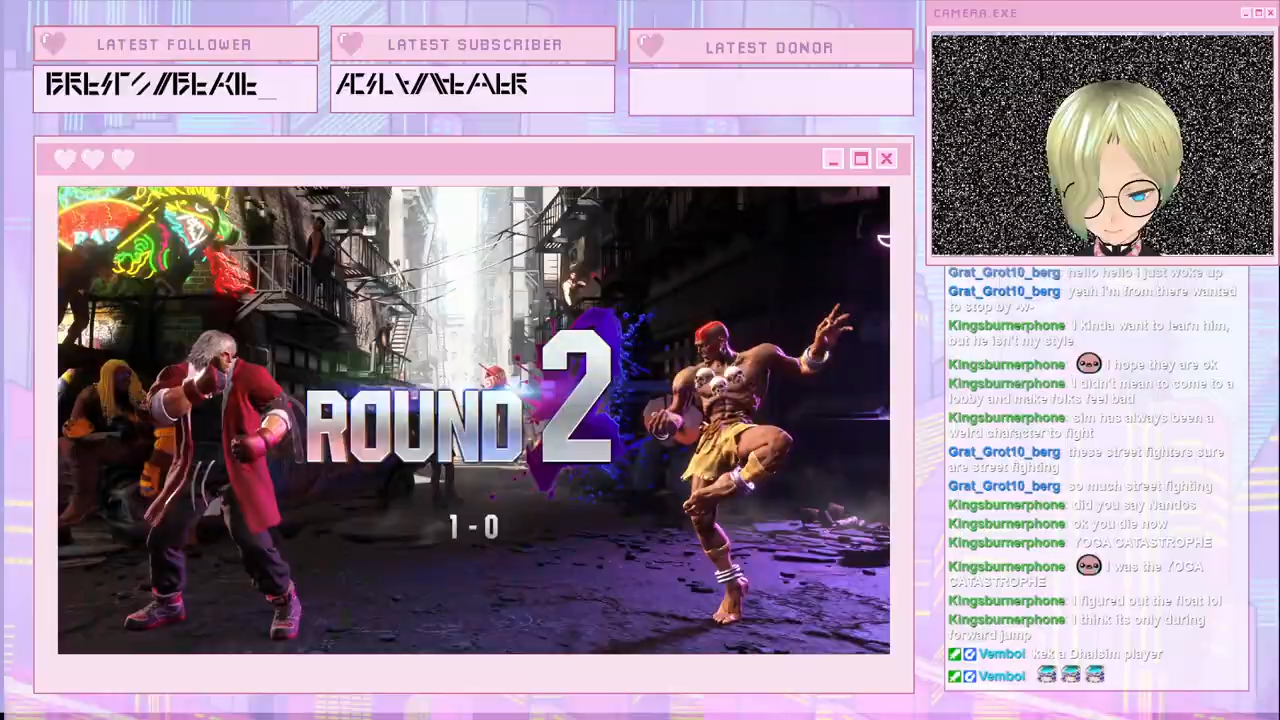 LATEST FOLLOWER
LATEST SUBSCRIBER
LATEST DONOR
CAMERA.EXE
BAR
ROUND 2
1 - 0
Grat_Grot10_berg: hello hello i just woke up
Grat_Grot10_berg: yeah i'm from there wanted
to stop by -w-
Kingsburnerphone: I kinda want to learn him,
but he isn't my style
Kingsburnerphone: I hope they are ok
Kingsburnerphone: I didn't mean to come to a
lobby and make folks feel bad
Kingsburnerphone: sim has always been a
weird character to fight
Grat_Grot10_berg: these street fighters sure
are street fighting
Grat_Grot10_berg: so much street fighting
Kingsburnerphone: did you say Nandos
Kingsburnerphone: ok you die now
Kingsburnerphone: YOGA CATASTROPHE
Kingsburnerphone: I was the YOGA
CATASTROPHE
Kingsburnerphone: I figured out the float lol
Kingsburnerphone: I think its only during
forward jump
Vembol: kek a Dhalsim player
Vembol: